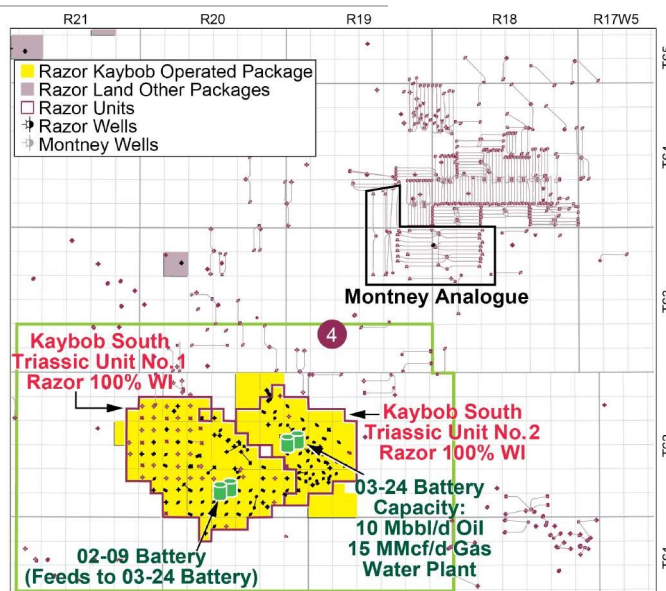 R21 R20 R19 R18 R17W5
Razor Kaybob Operated Package
Razor Land Other Packages
Razor Units
Razor Wells
Montney Wells
Montney Analogue
4
Kaybob South
Triassic Unit No.1
Razor 100% WI
Kaybob South
Triassic Unit No.2
Razor 100% WI
03-24 Battery
Capacity:
10 Mbbl/d Oil
15 MMcf/d Gas
Water Plant
02-09 Battery
(Feeds to 03-24 Battery)